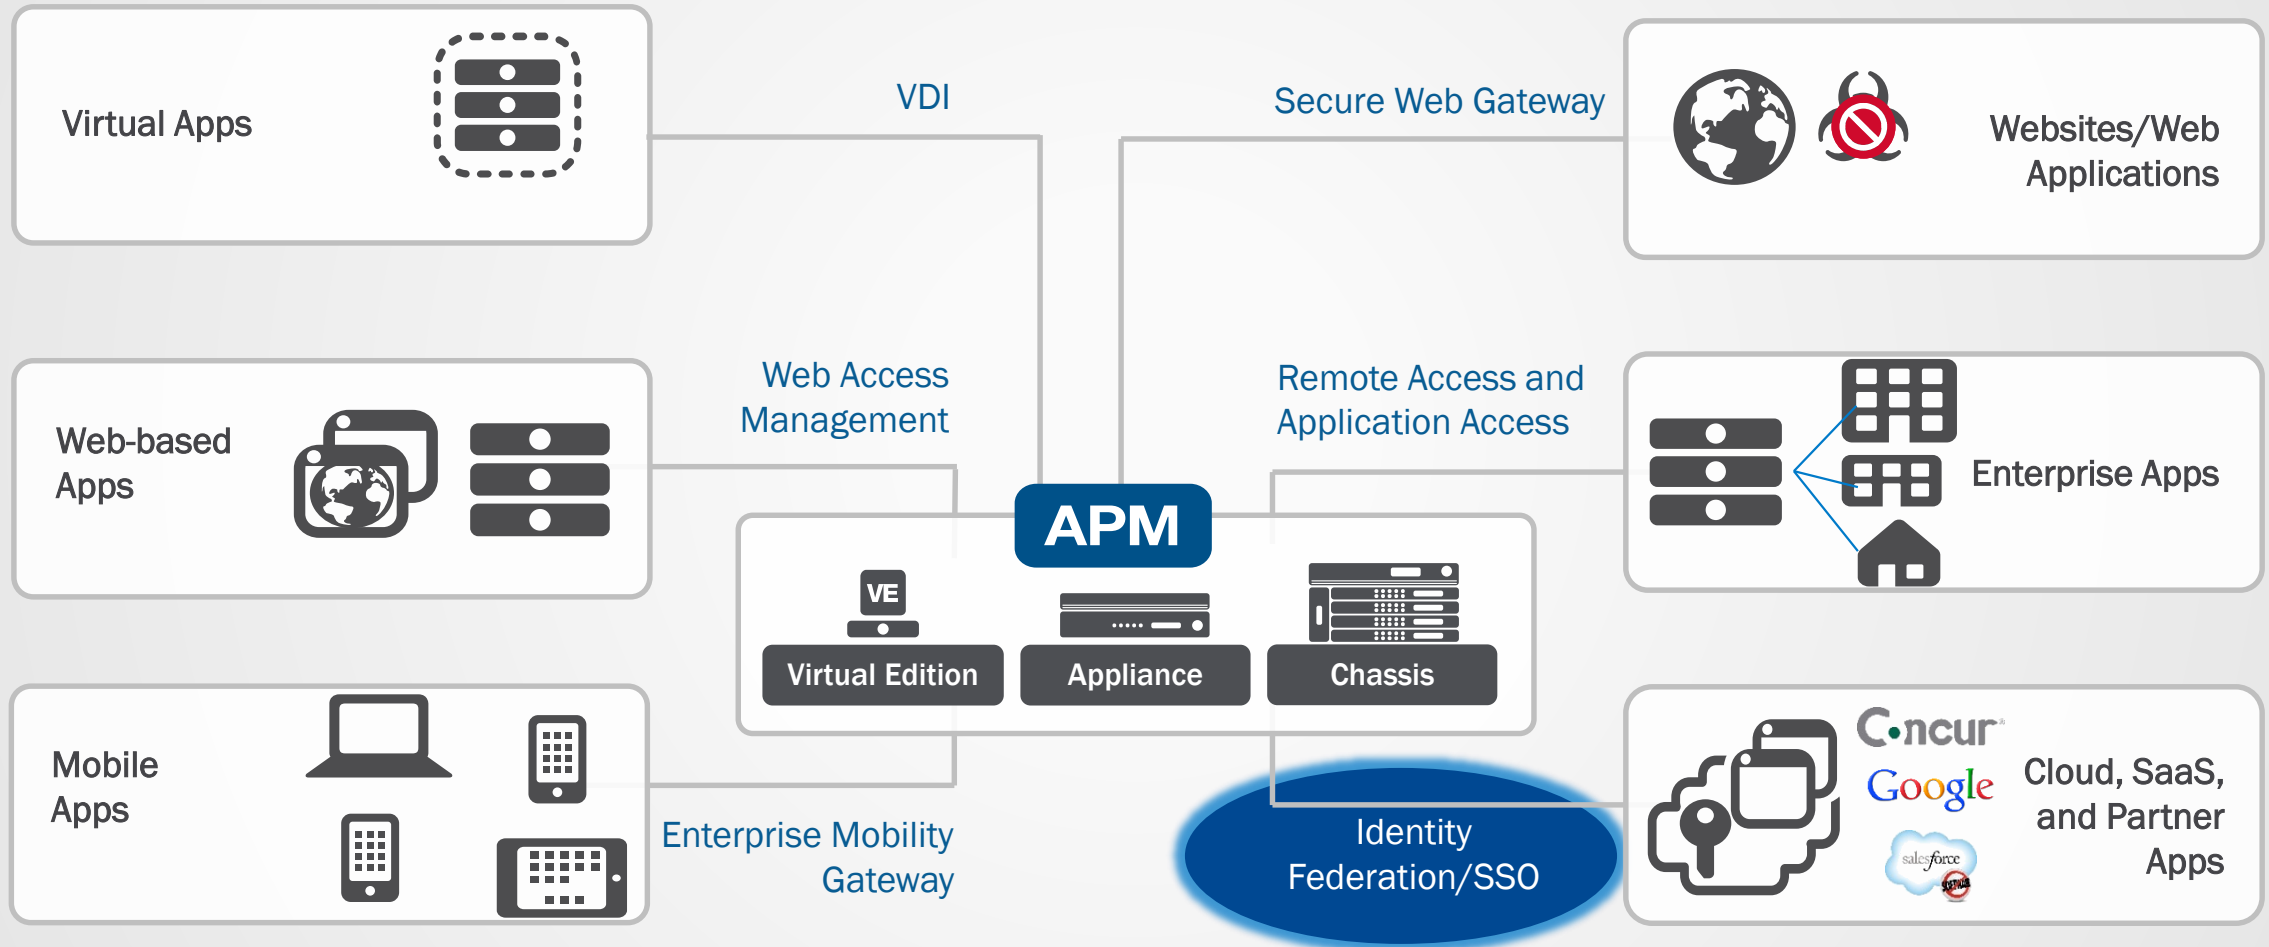 Virtual Apps
VDI
Secure Web Gateway
Websites/Web
Applications
Web-based
Apps
Web Access
Management
Remote Access and
Application Access
Enterprise Apps
APM
VE
Virtual Edition
Appliance
Chassis
Mobile
Apps
Enterprise Mobility
Gateway
Identity
Federation/SSO
Concur
Google
salesforce
SOFTWARE
Cloud, SaaS,
and Partner
Apps